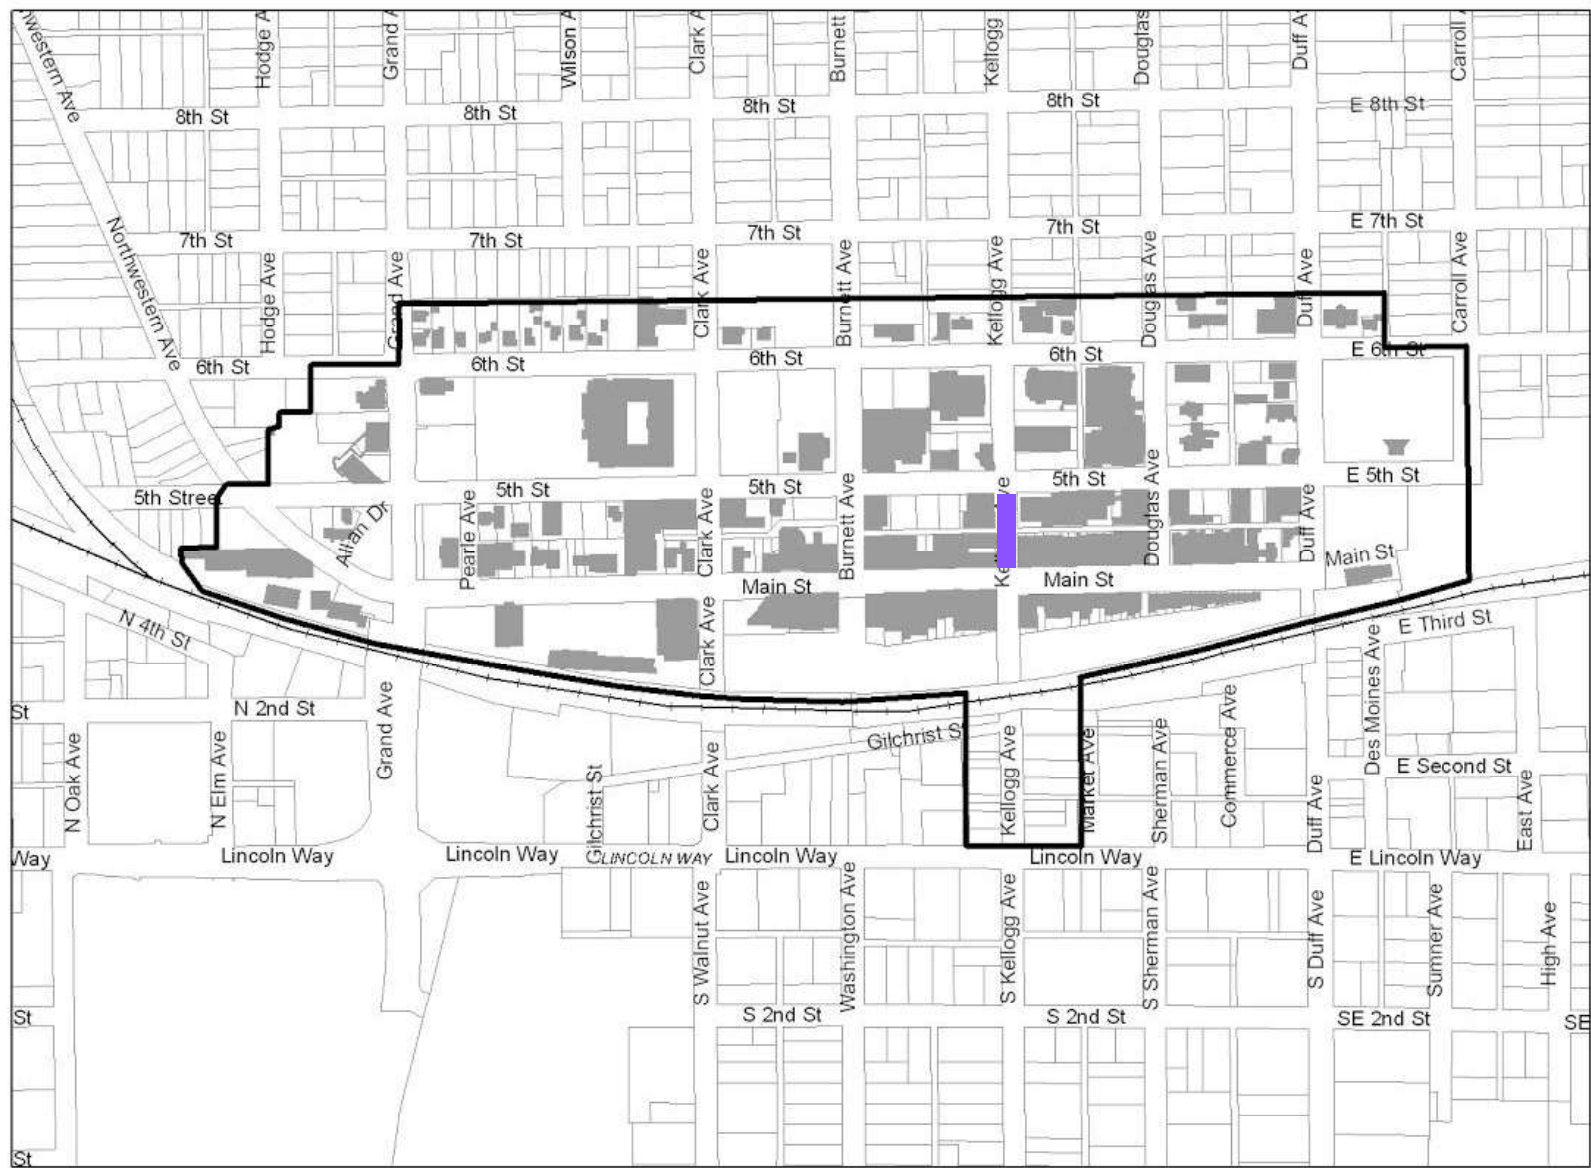 Hodge A
Grand A
Wilson A
Clark A
Burnett
Kellogg
Douglas
Duff A
Carroll A
nwestern Ave
8th St
8th St
8th St
8th St
E 8th St
7th St
7th St
7th St
7th St
E 7th St
Northwestern Ave
Hodge Ave
Grand Ave
Clark Ave
Burnett Ave
Kellogg Ave
Douglas Ave
Duff Ave
Carroll Ave
6th St
6th St
6th St
6th St
E 6th St
5th Street
5th St
5th St
5th St
E 5th St
Allan Dr
Pearle Ave
Clark Ave
Burnett Ave
Douglas Ave
Duff Ave
Main St
Main St
Main St
N 4th St
E Third St
Clark Ave
St
N 2nd St
Gilchrist St
Des Moines Ave
N Oak Ave
N Elm Ave
Grand Ave
Gilchrist St
Clark Ave
Kellogg Ave
Market Ave
Sherman Ave
Commerce Ave
Duff Ave
E Second St
East Ave
Way
Lincoln Way
Lincoln Way
LINCOLN WAY
Lincoln Way
Lincoln Way
E Lincoln Way
S Walnut Ave
Washington Ave
S Kellogg Ave
S Sherman Ave
S Duff Ave
Sumner Ave
High Ave
St
S 2nd St
S 2nd St
SE 2nd St
SE
St